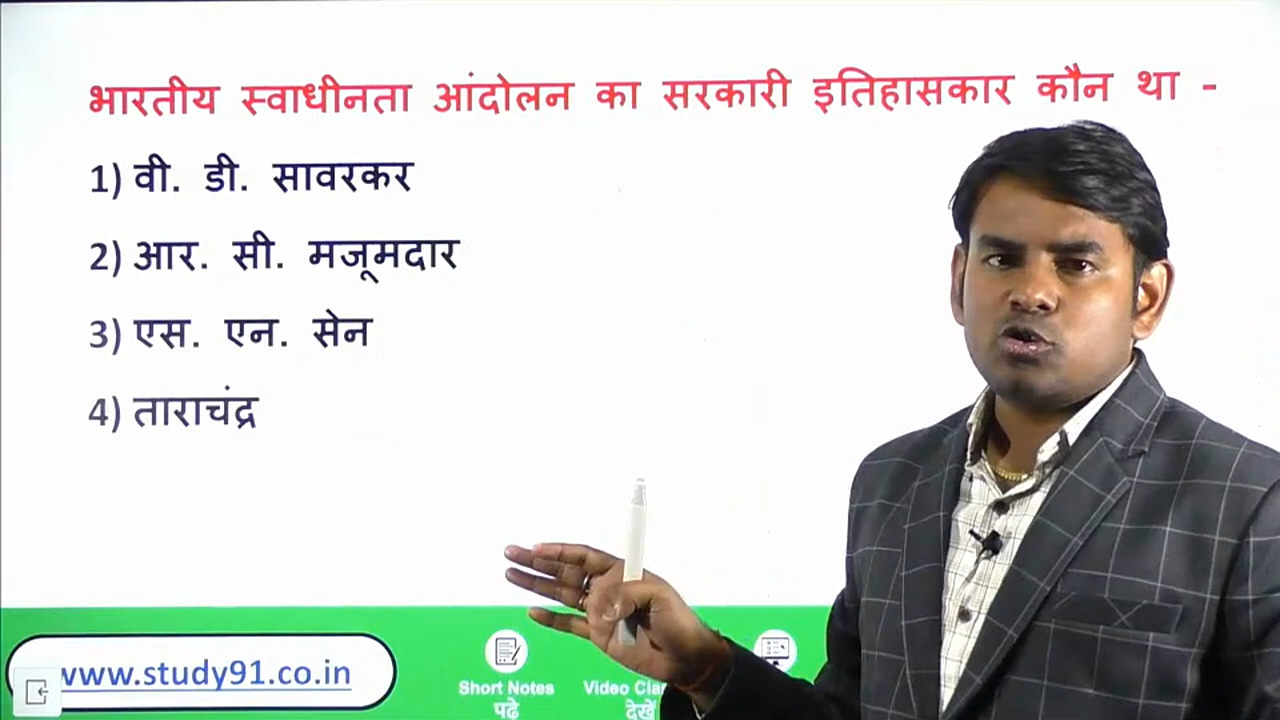 भारतीय स्वाधीनता आंदोलन का सरकारी इतिहासकार कौन था -
1) वी. डी. सावरकर
2) आर. सी. मजूमदार
3) एस. एन. सेन
4) ताराचंद्र
www.study91.co.in
Short Notes
पढ़े
Video
देखें